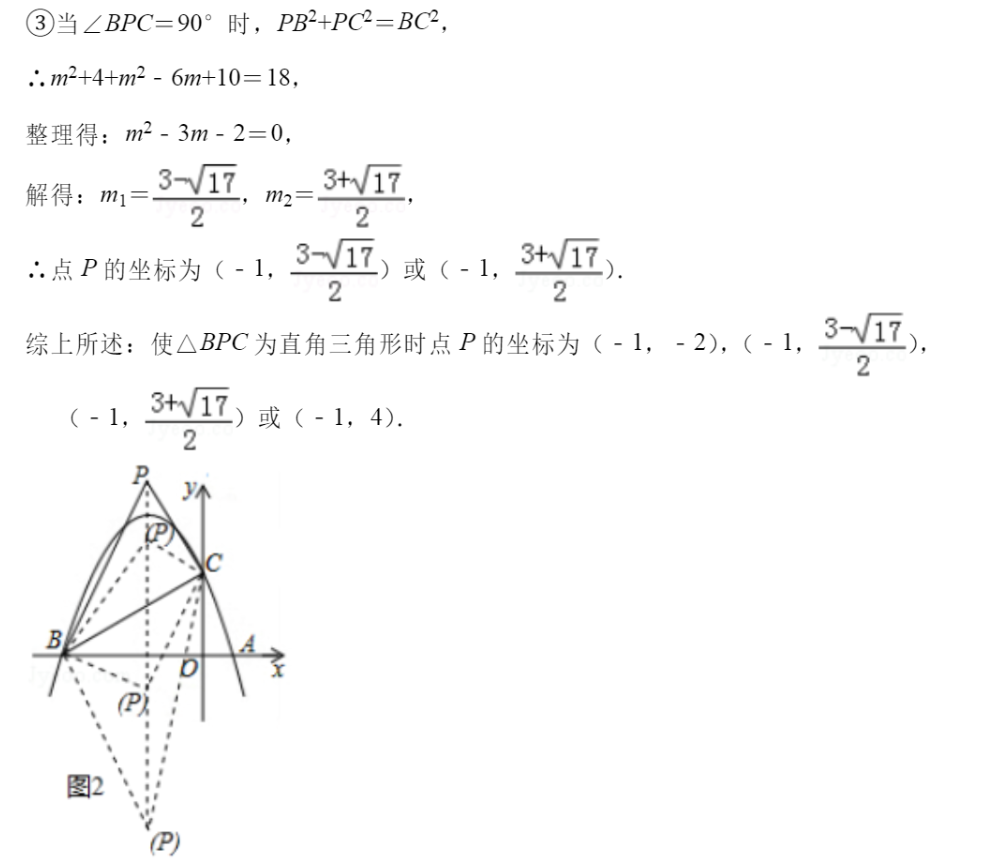 ③当∠BPC=90°时，PB²+PC²=BC²，
∴m²+4+m²﹣6m+10=18，
整理得：m²﹣3m﹣2=0，
解得：m₁=(3-√17)/2，m₂=(3+√17)/2，
∴点P的坐标为（﹣1，(3-√17)/2）或（﹣1，(3+√17)/2）．
综上所述：使△BPC为直角三角形时点P的坐标为（﹣1，﹣2），（﹣1，(3-√17)/2），
（﹣1，(3+√17)/2）或（﹣1，4）．
P
y
(P)
C
B
A
O
x
(P)
图2
(P)